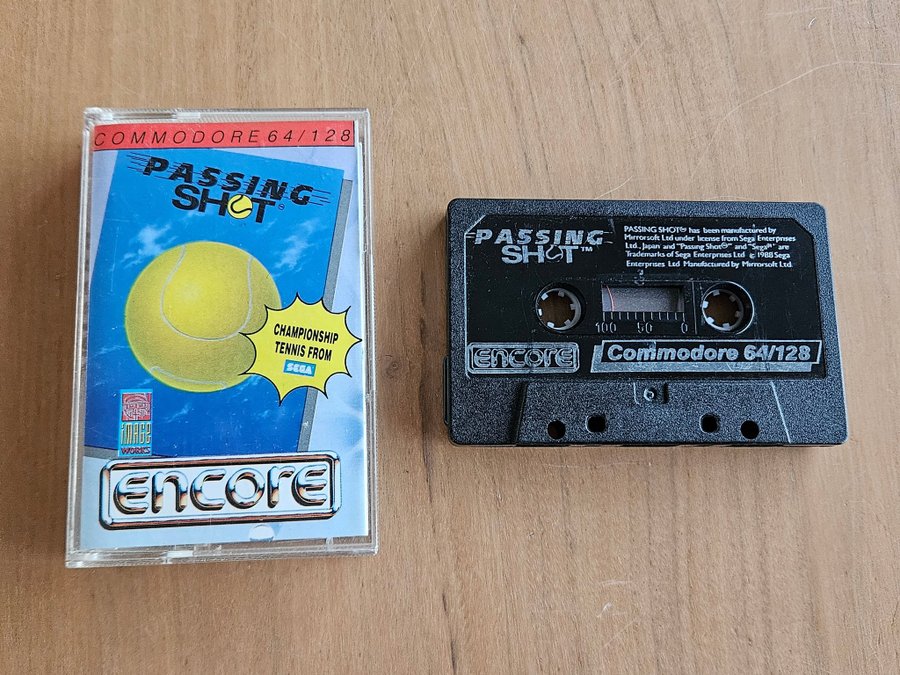 COMMODORE 64/128
PASSING
SHOT
CHAMPIONSHIP
TENNIS FROM
SEGA
IMAGE
WORKS
ENCORE
PASSING
SHOT™
PASSING SHOT™ has been manufactured by
Mirrorsoft Ltd under license from Sega Enterprises
Ltd., Japan and "Passing Shot™" and "Sega®" are
Trademarks of Sega Enterprises Ltd © 1988 Sega
Enterprises Ltd Manufactured by Mirrorsoft Ltd.
100 50 0
ENCORE
Commodore 64/128